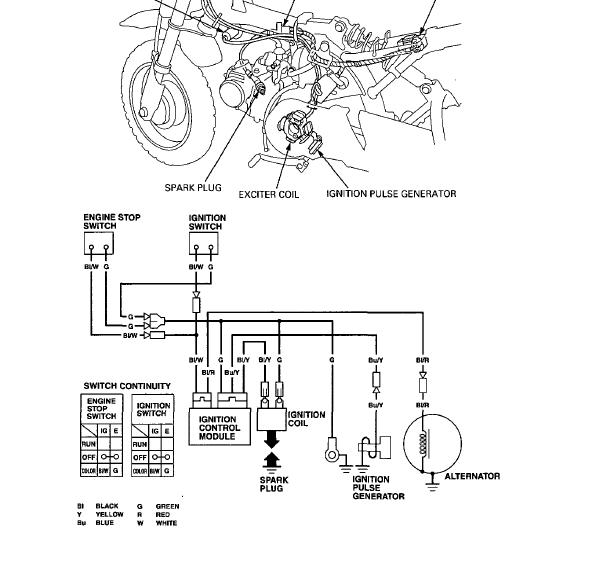 SPARK PLUG
EXCITER COIL
IGNITION PULSE GENERATOR
ENGINE STOP
SWITCH
IGNITION
SWITCH
Bl/W G
Bl/W G
G
G
Bl/W
Bl/W
Bl/R
G
Bu/Y
Bl/Y
Bl/Y
G
G
Bu/Y
Bl/R
Bu/Y
Bl/R
SWITCH CONTINUITY
ENGINE
STOP
SWITCH
IG E
RUN
OFF
COLOR Bl/W G
IGNITION
SWITCH
IG E
RUN
OFF
COLOR Bl/W G
IGNITION
CONTROL
MODULE
IGNITION
COIL
SPARK
PLUG
IGNITION
PULSE
GENERATOR
ALTERNATOR
Bl BLACK G GREEN
Y YELLOW R RED
Bu BLUE W WHITE